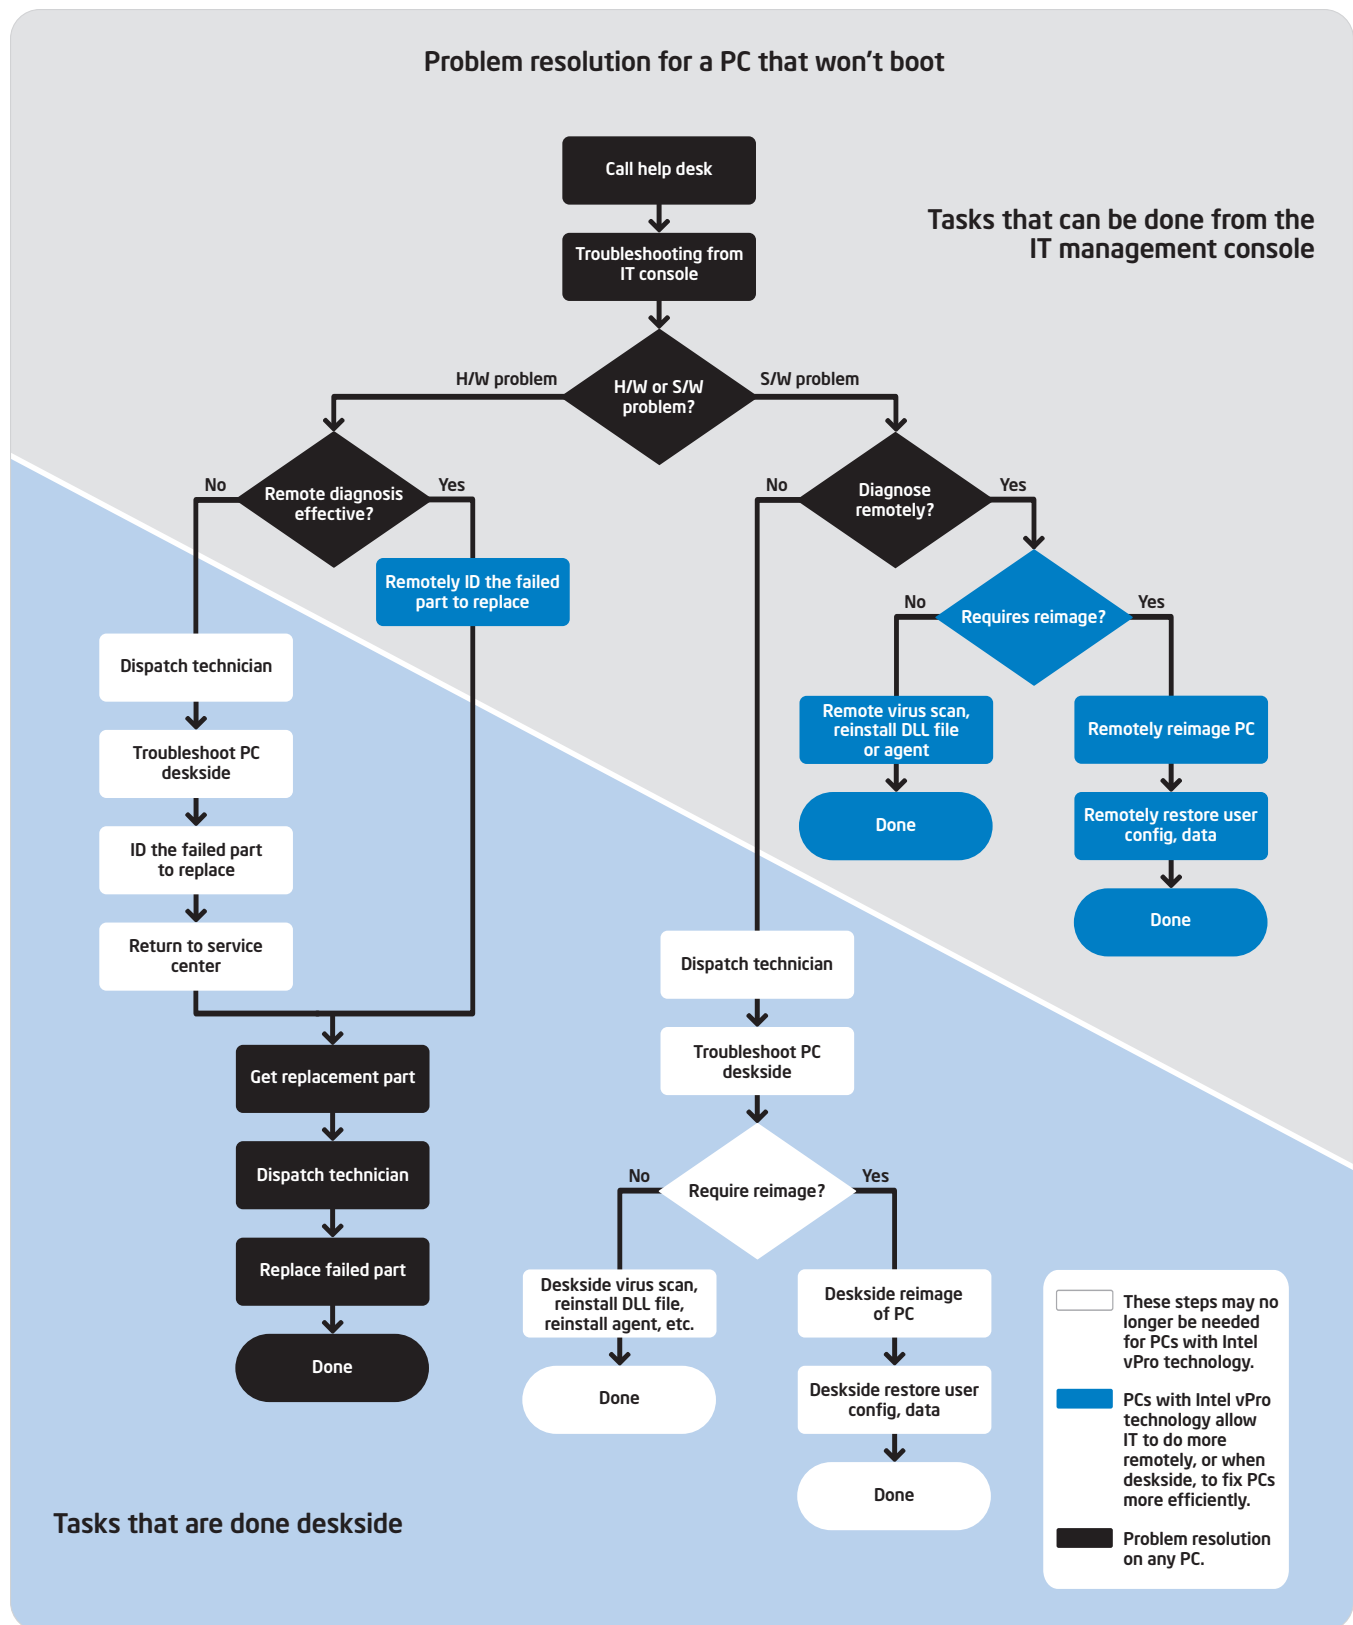 Problem resolution for a PC that won't boot
Call help desk
Tasks that can be done from the
IT management console
Troubleshooting from
IT console
H/W problem
H/W or S/W
problem?
S/W problem
No
Remote diagnosis
effective?
Yes
No
Diagnose
remotely?
Yes
Remotely ID the failed
part to replace
No
Requires reimage?
Yes
Dispatch technician
Troubleshoot PC
deskside
ID the failed part
to replace
Return to service
center
Remote virus scan,
reinstall DLL file
or agent
Done
Remotely reimage PC
Remotely restore user
config, data
Done
Get replacement part
Dispatch technician
Replace failed part
Done
Dispatch technician
Troubleshoot PC
deskside
No
Require reimage?
Yes
Deskside virus scan,
reinstall DLL file,
reinstall agent, etc.
Done
Deskside reimage
of PC
Deskside restore user
config, data
Done
These steps may no
longer be needed
for PCs with Intel
vPro technology.
PCs with Intel vPro
technology allow
IT to do more
remotely, or when
deskside, to fix PCs
more efficiently.
Problem resolution
on any PC.
Tasks that are done deskside